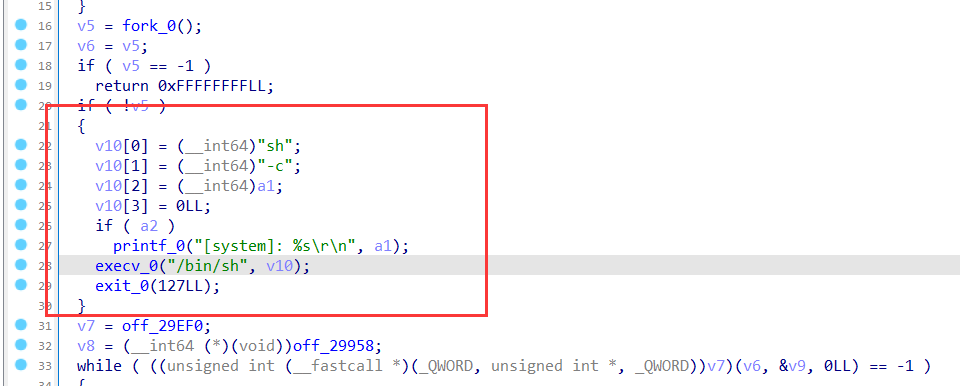 15 }
16 v5 = fork_0();
17 v6 = v5;
18 if ( v5 == -1 )
19 return 0xFFFFFFFFLL;
20 if ( !v5 )
21 {
22 v10[0] = (__int64)"sh";
23 v10[1] = (__int64)"-c";
24 v10[2] = (__int64)a1;
25 v10[3] = 0LL;
26 if ( a2 )
27 printf_0("[system]: %s\r\n", a1);
28 execv_0("/bin/sh", v10);
29 exit_0(127LL);
30 }
31 v7 = off_29EF0;
32 v8 = (__int64 (*)(void))off_29958;
33 while ( ((unsigned int (__fastcall *)(_QWORD, unsigned int *, _QWORD))v7)(v6, &v9, 0LL) == -1 )
34 {